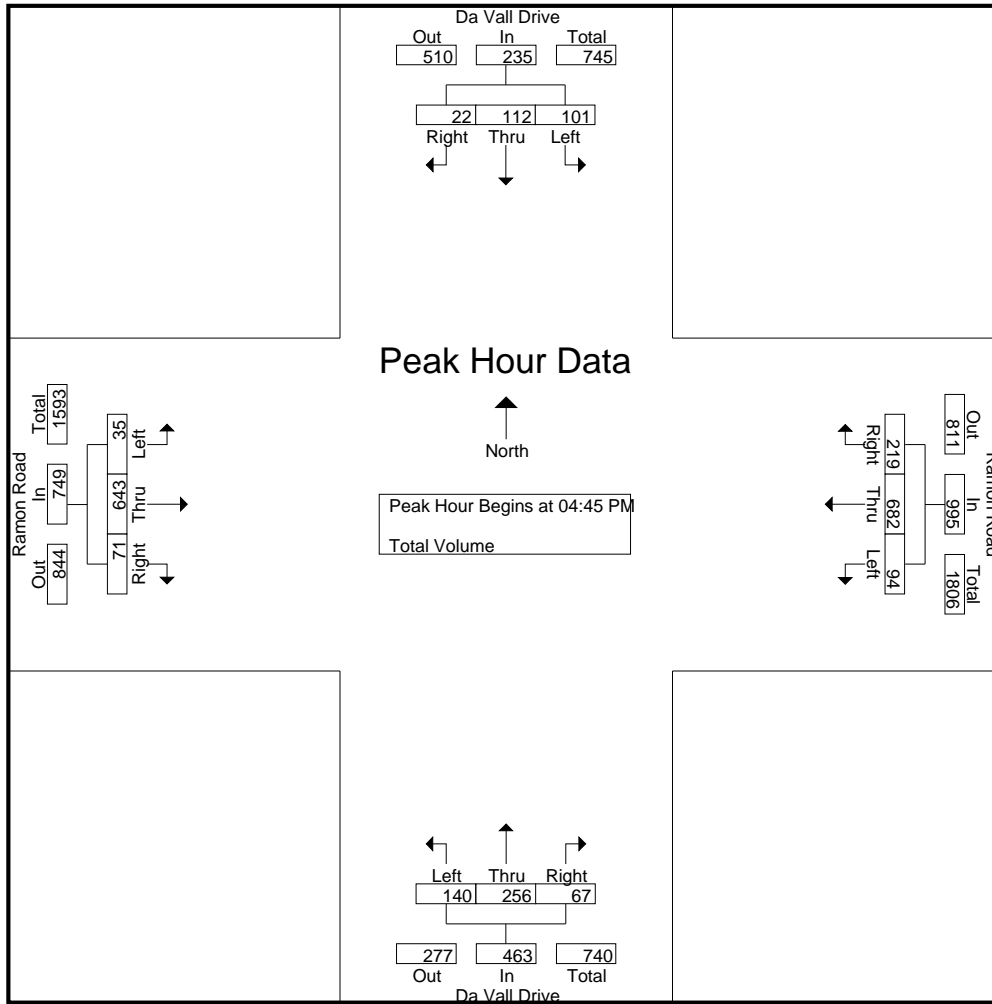 Da Vall Drive
Out In Total
510 235 745
22 112 101
Right Thru Left
Peak Hour Data
North
Peak Hour Begins at 04:45 PM
Total Volume
Ramon Road
Total In Out
1593 749 844
35 643 71
Left Thru Right
Right Thru Left
219 682 94
Out In Total
811 995 1806
Ramon Road
Left Thru Right
140 256 67
277 463 740
Out In Total
Da Vall Drive